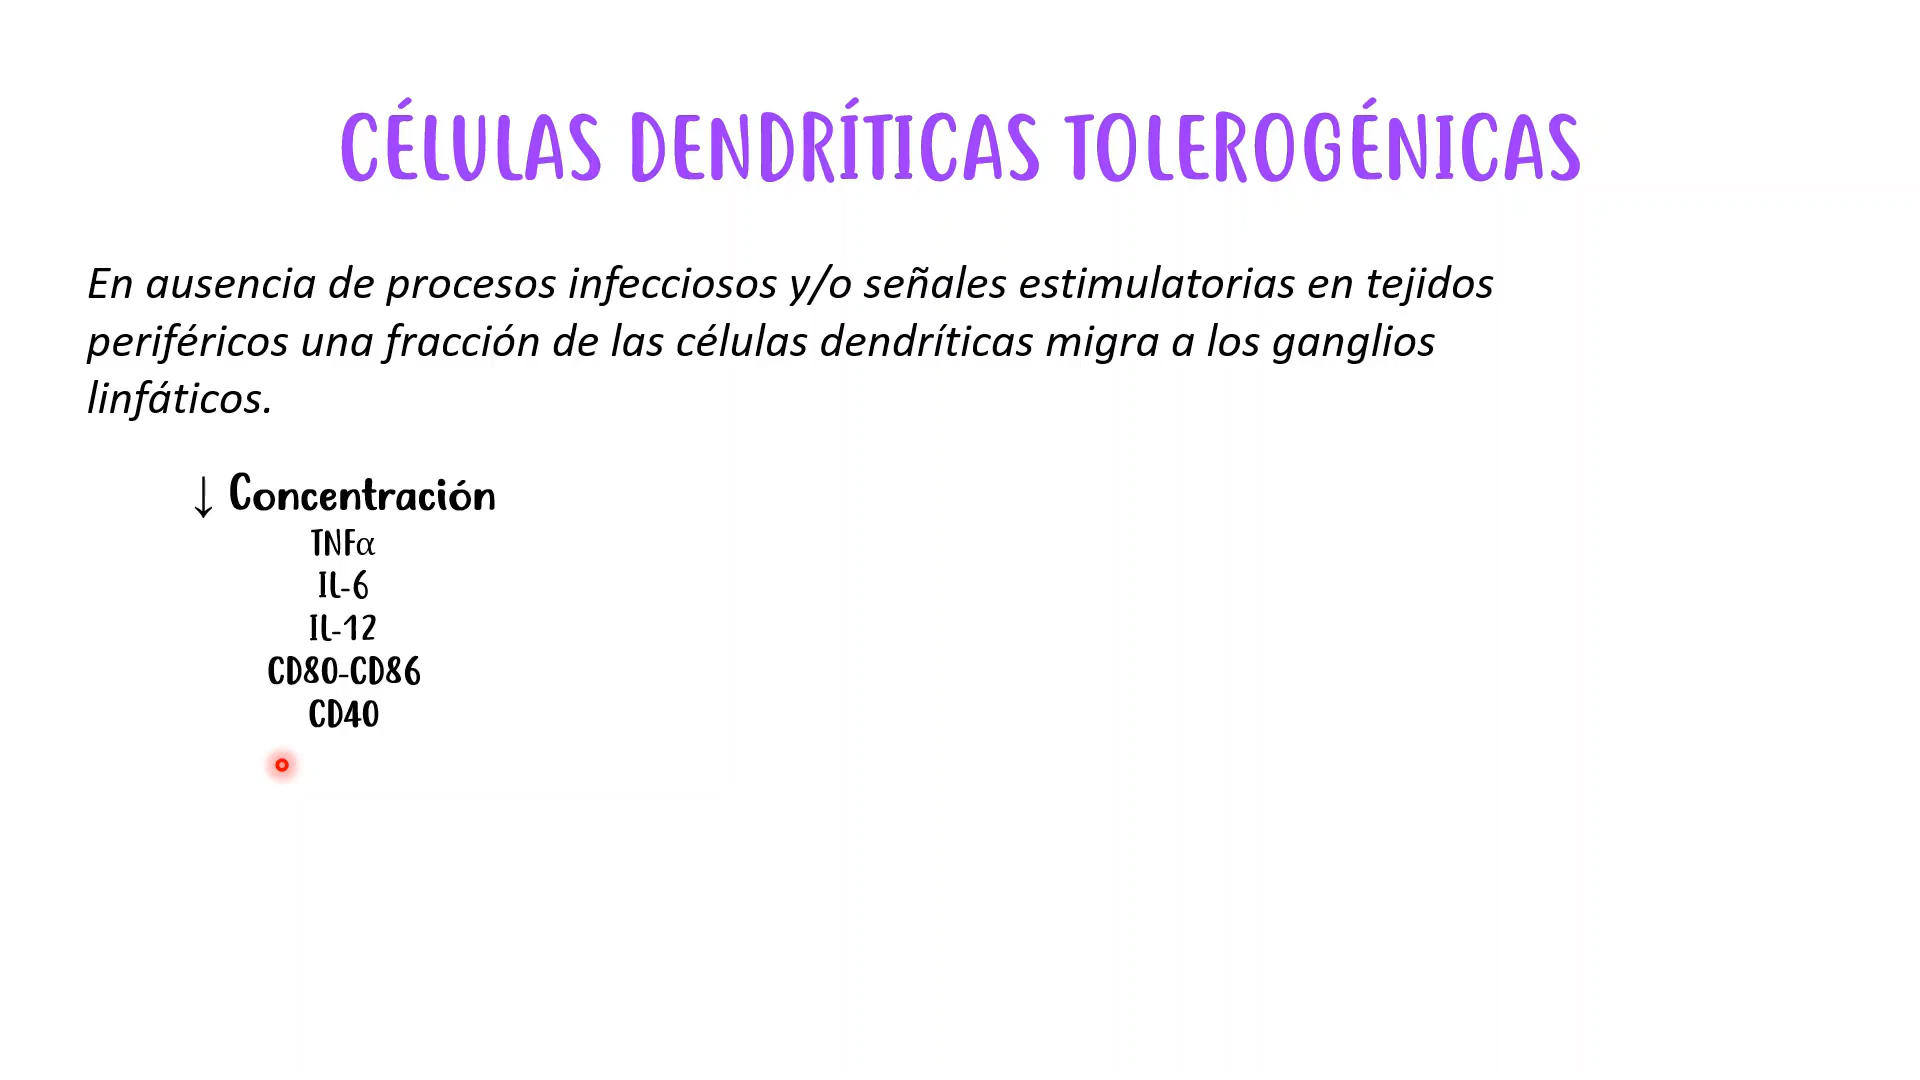 CÉLULAS DENDRÍTICAS TOLEROGÉNICAS
En ausencia de procesos infecciosos y/o señales estimulatorias en tejidos
periféricos una fracción de las células dendríticas migra a los ganglios
linfáticos.
↓ Concentración
TNFα
IL-6
IL-12
CD80-CD86
CD40